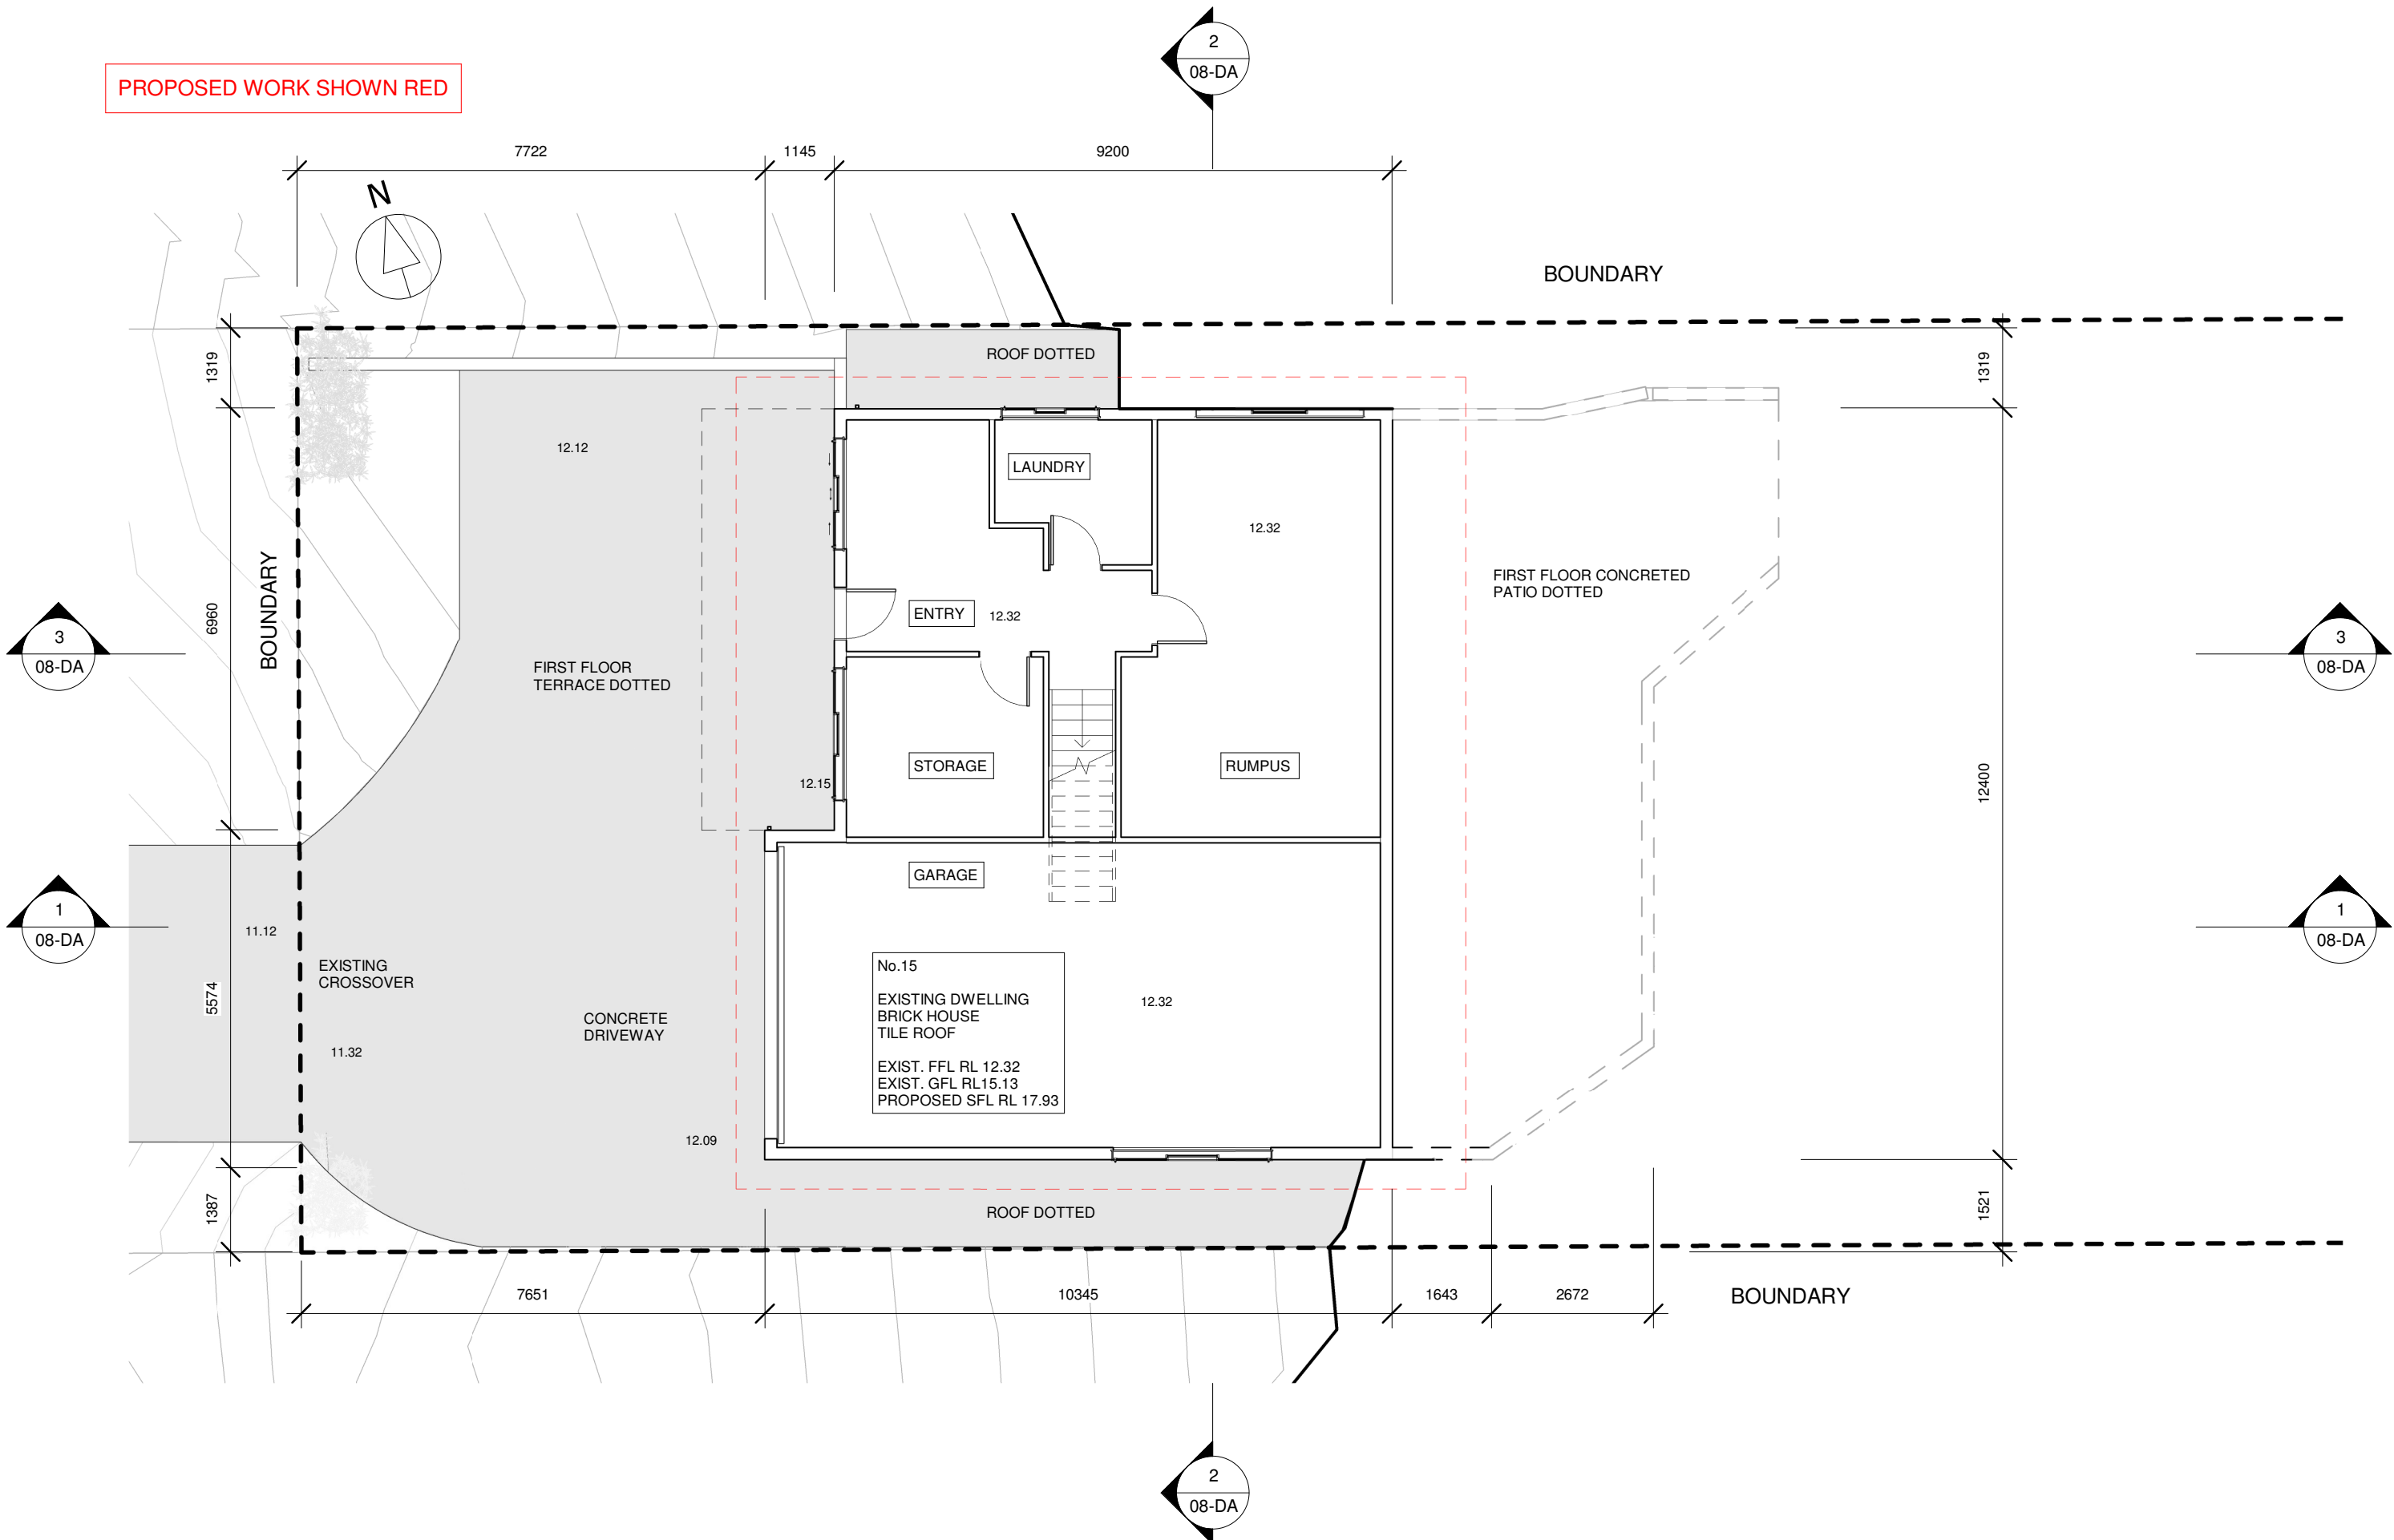 2
08-DA
PROPOSED WORK SHOWN RED
7722
1145
9200
N
BOUNDARY
1319
ROOF DOTTED
1319
12.12
LAUNDRY
12.32
BOUNDARY
6960
FIRST FLOOR CONCRETED
PATIO DOTTED
ENTRY
12.32
3
08-DA
3
08-DA
FIRST FLOOR
TERRACE DOTTED
STORAGE
RUMPUS
12.15
12400
GARAGE
1
08-DA
1
08-DA
11.12
EXISTING
CROSSOVER
No.15
EXISTING DWELLING
BRICK HOUSE
TILE ROOF
EXIST. FFL RL 12.32
EXIST. GFL RL15.13
PROPOSED SFL RL 17.93
12.32
5574
CONCRETE
DRIVEWAY
11.32
12.09
1387
ROOF DOTTED
1521
7651
10345
1643
2672
BOUNDARY
2
08-DA